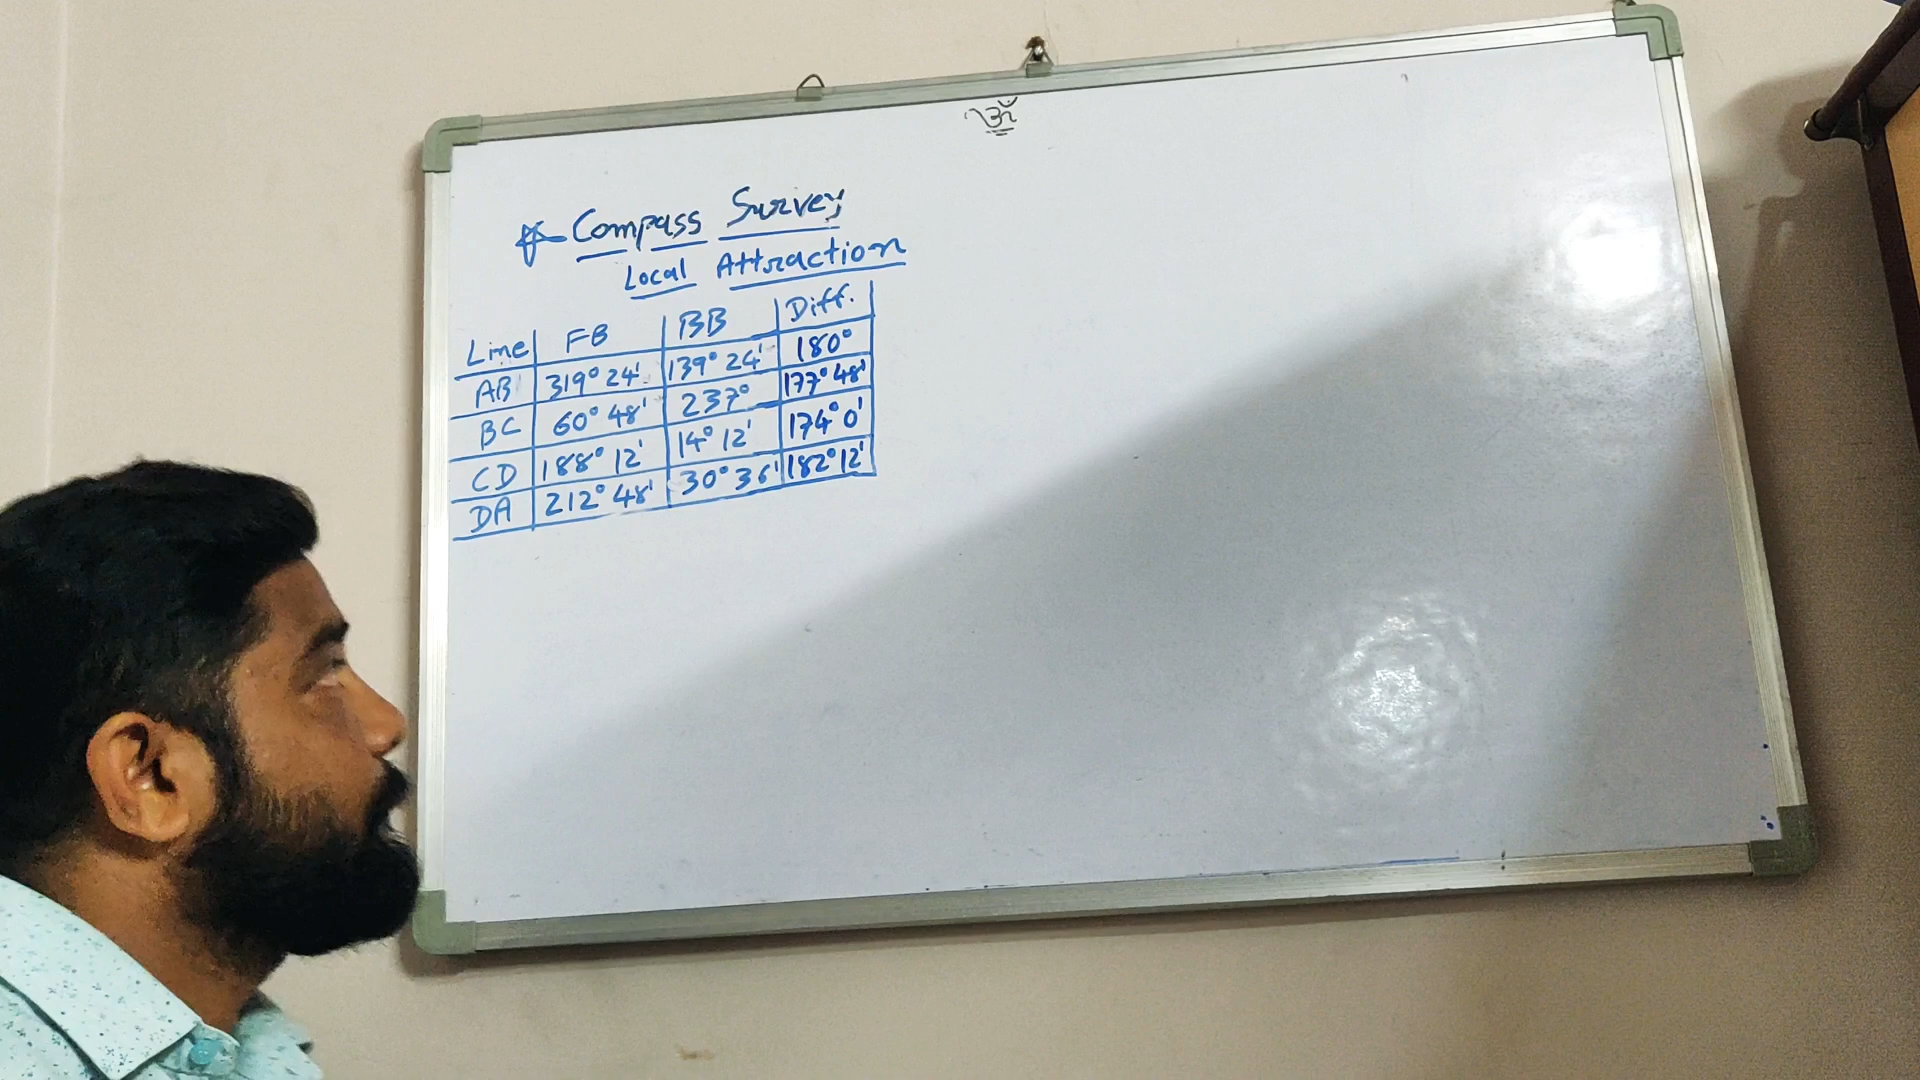 ॐ
Compass Survey
Local Attraction
Line FB BB Diff.
AB 319° 24' 139° 24' 180°
BC 60° 48' 237° 177° 48'
CD 188° 12' 14° 12' 174° 0'
DA 212° 48' 30° 36' 182° 12'